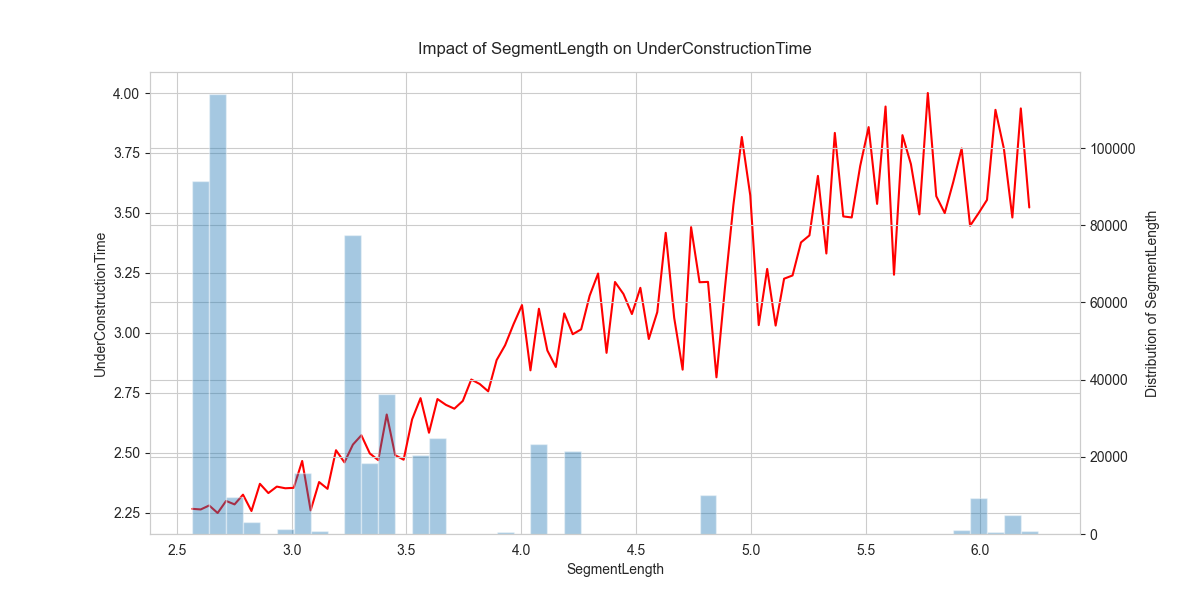 Impact of SegmentLength on UnderConstructionTime
UnderConstructionTime
4.00
3.75
3.50
3.25
3.00
2.75
2.50
2.25
100000
80000
60000
40000
20000
0
Distribution of SegmentLength
2.5 3.0 3.5 4.0 4.5 5.0 5.5 6.0
SegmentLength